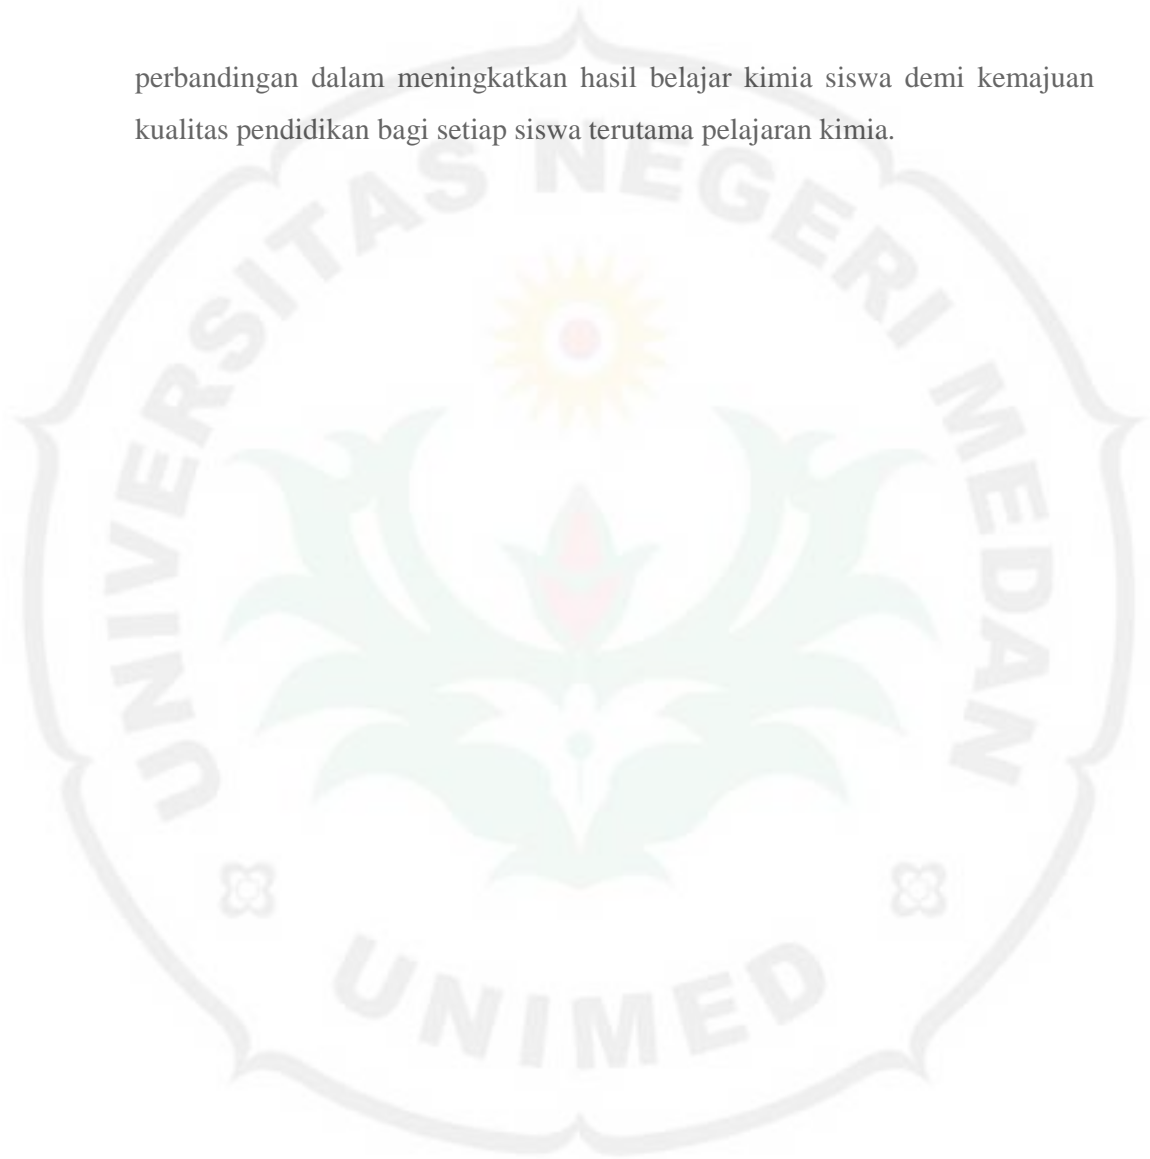 perbandingan dalam meningkatkan hasil belajar kimia siswa demi kemajuan
kualitas pendidikan bagi setiap siswa terutama pelajaran kimia.
UNIVERSITAS NEGERI MEDAN
UNIMED